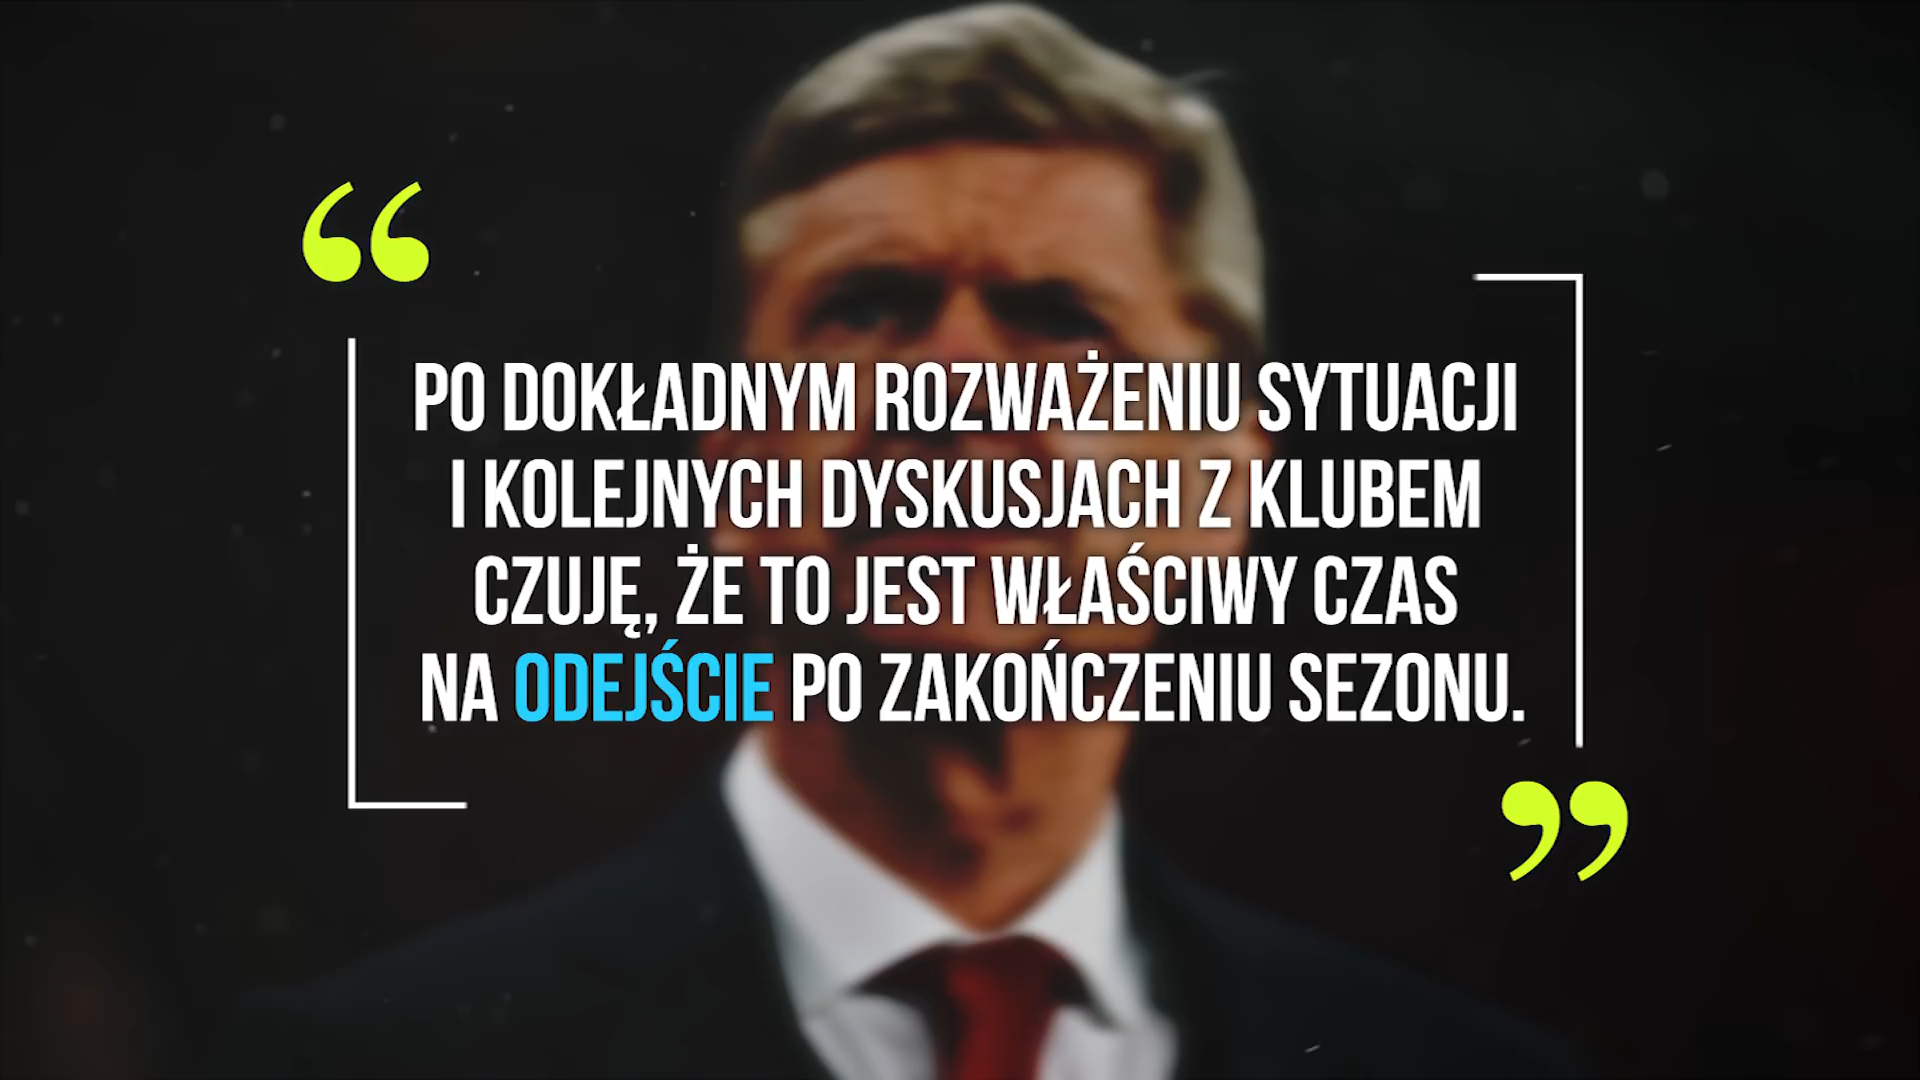 PO DOKŁADNYM ROZWAŻENIU SYTUACJI
I KOLEJNYCH DYSKUSJACH Z KLUBEM
CZUJĘ, ŻE TO JEST WŁAŚCIWY CZAS
NA ODEJŚCIE PO ZAKOŃCZENIU SEZONU.